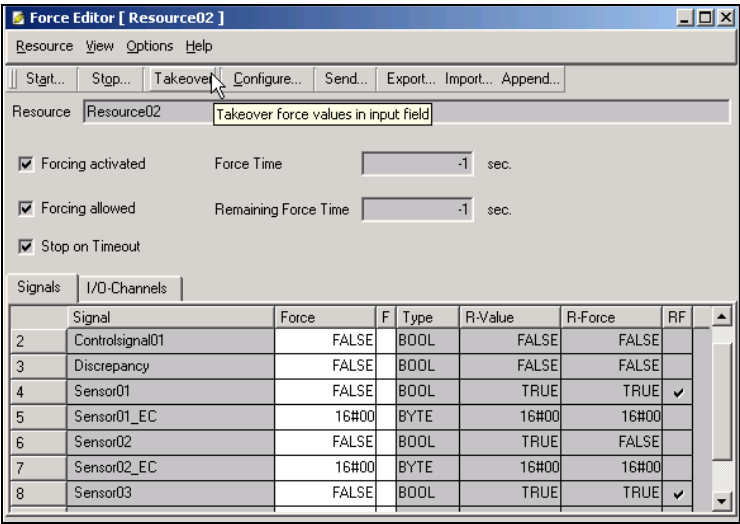 Force Editor [ Resource02 ]
Resource View Options Help
Start... Stop... Takeover Configure... Send... Export... Import... Append...
Resource Resource02
Takeover force values in input field
Forcing activated Force Time -1 sec.
Forcing allowed Remaining Force Time -1 sec.
Stop on Timeout
Signals I/O-Channels
Signal Force F Type R-Value R-Force RF
2 Controlsignal01 FALSE BOOL FALSE FALSE
3 Discrepancy FALSE BOOL FALSE FALSE
4 Sensor01 FALSE BOOL TRUE TRUE
5 Sensor01_EC 16#00 BYTE 16#00 16#00
6 Sensor02 FALSE BOOL TRUE FALSE
7 Sensor02_EC 16#00 BYTE 16#00 16#00
8 Sensor03 FALSE BOOL TRUE TRUE